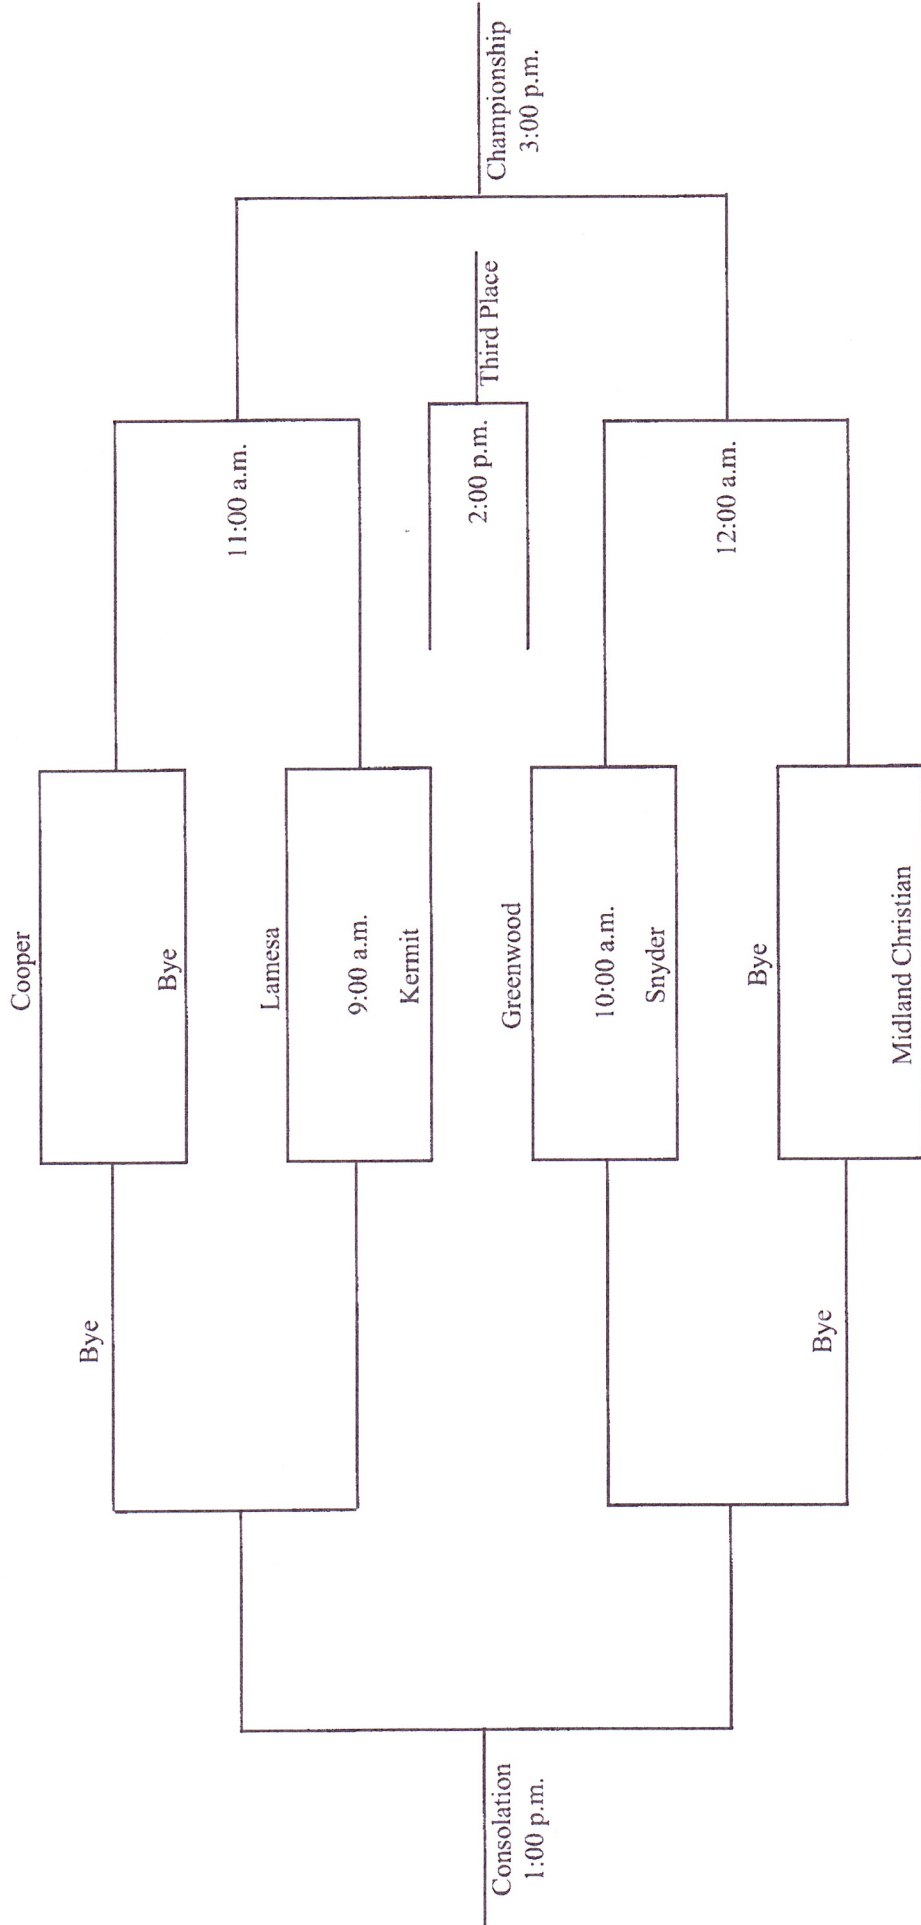 Cooper
Bye
Bye
11:00 a.m.
Lamesa
9:00 a.m.
Kermit
Championship
3:00 p.m.
Third Place
2:00 p.m.
Consolation
1:00 p.m.
Greenwood
10:00 a.m.
Snyder
12:00 a.m.
Bye
Bye
Midland Christian